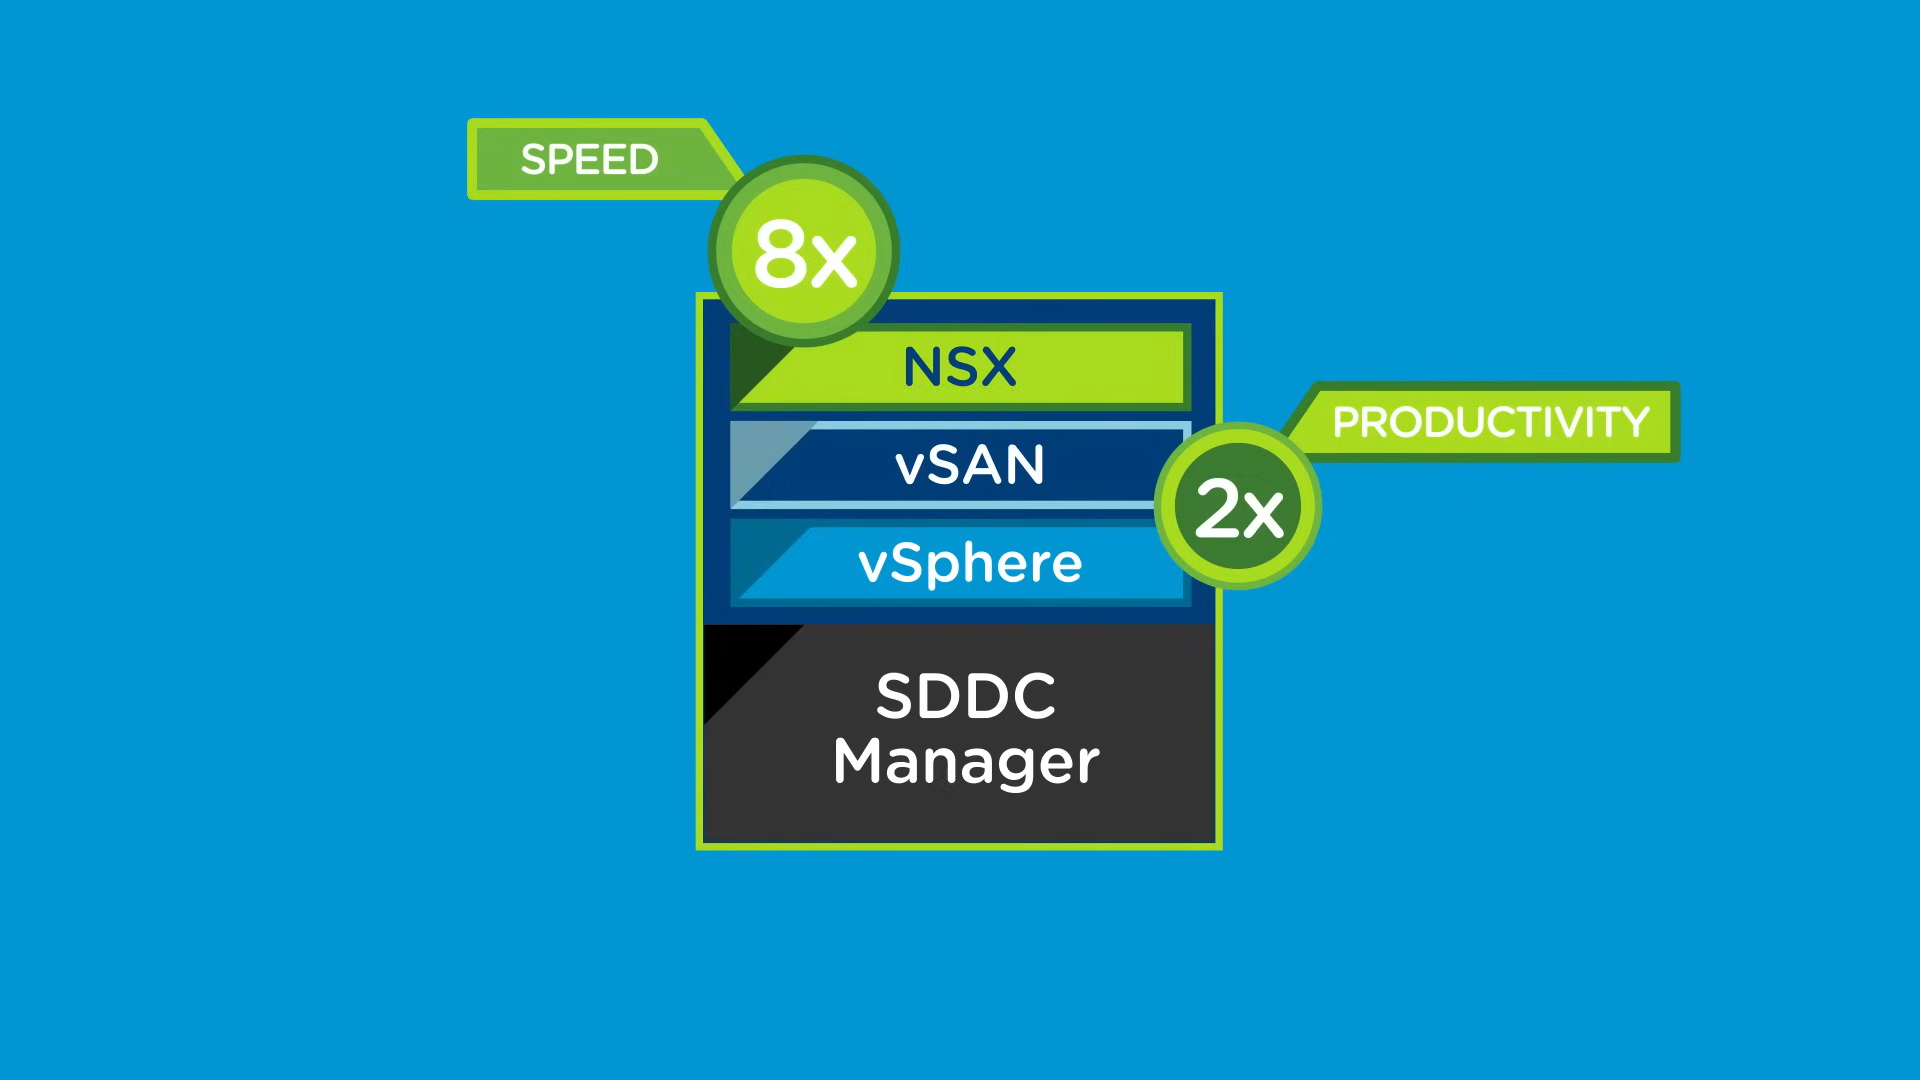 SPEED
8x
NSX
PRODUCTIVITY
vSAN
2x
vSphere
SDDC
Manager